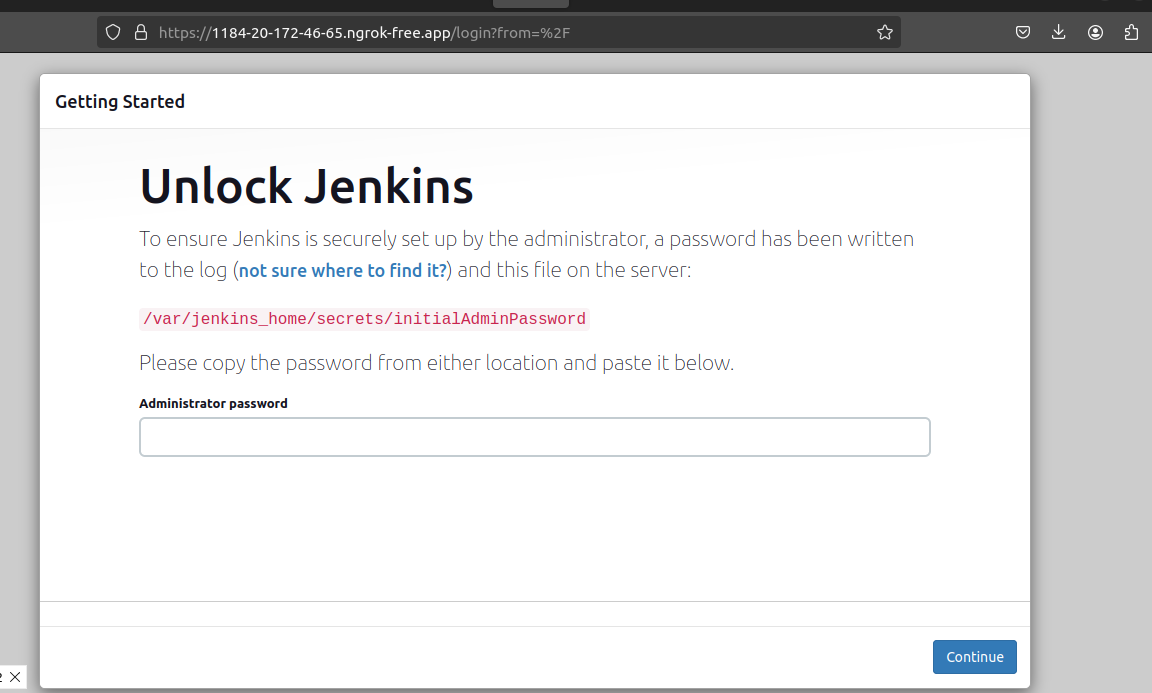 https://1184-20-172-46-65.ngrok-free.app/login?from=%2F
Getting Started
Unlock Jenkins
To ensure Jenkins is securely set up by the administrator, a password has been written
to the log (not sure where to find it?) and this file on the server:
/var/jenkins_home/secrets/initialAdminPassword
Please copy the password from either location and paste it below.
Administrator password
Continue